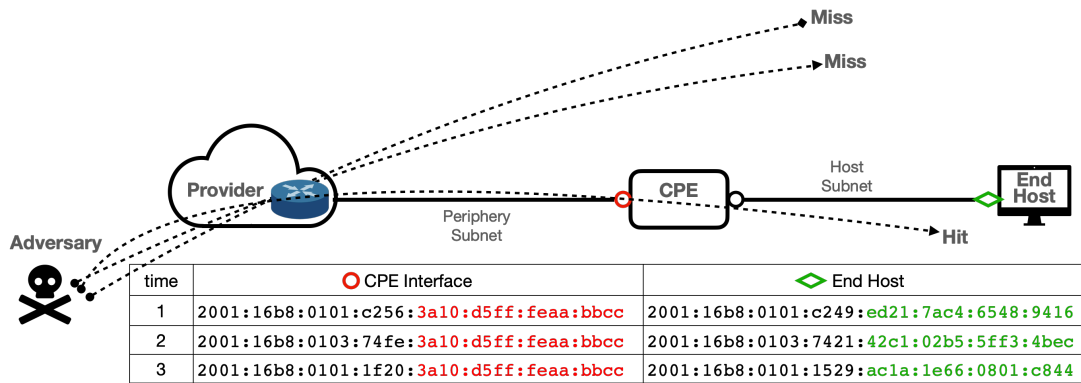 Miss
Miss
Provider
CPE
Host
Subnet
End
Host
Periphery
Subnet
Hit
Adversary
time CPE Interface End Host
1 2001:16b8:0101:c256:3a10:d5ff:feaa:bbcc 2001:16b8:0101:c249:ed21:7ac4:6548:9416
2 2001:16b8:0103:74fe:3a10:d5ff:feaa:bbcc 2001:16b8:0103:7421:42c1:02b5:5ff3:4bec
3 2001:16b8:0101:1f20:3a10:d5ff:feaa:bbcc 2001:16b8:0101:1529:ac1a:1e66:0801:c844